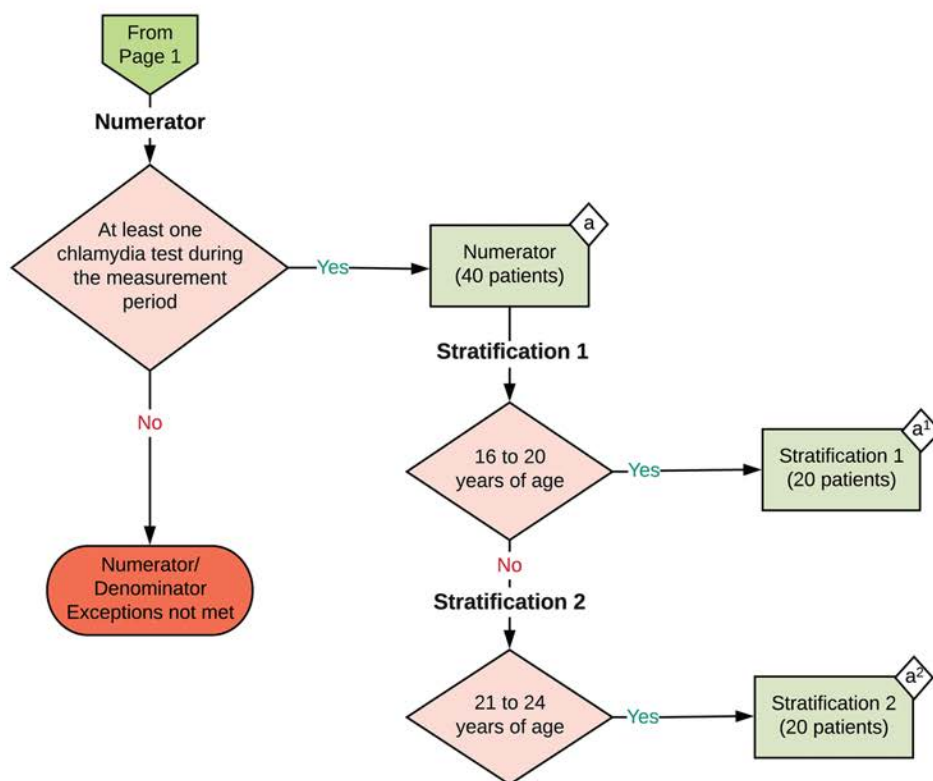 From
Page 1
Numerator
At least one
chlamydia test during
the measurement
period
Yes
a
Numerator
(40 patients)
Stratification 1
No
16 to 20
years of age
Yes
a¹
Stratification 1
(20 patients)
Numerator/
Denominator
Exceptions not met
No
Stratification 2
21 to 24
years of age
Yes
a²
Stratification 2
(20 patients)